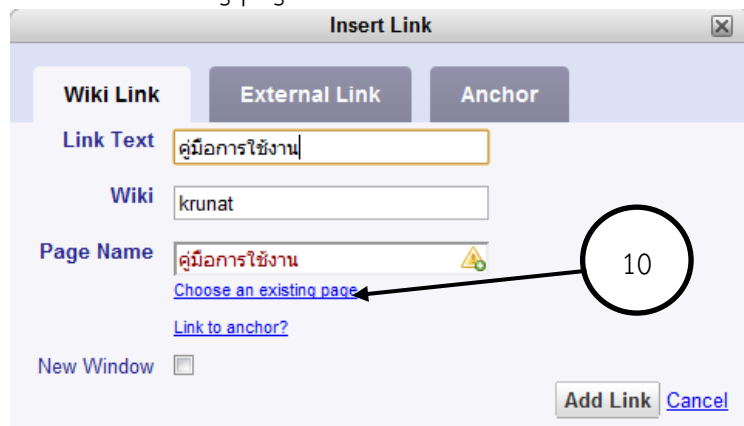 Insert Link
Wiki Link External Link Anchor
Link Text คู่มือการใช้งาน
Wiki krunat
Page Name คู่มือการใช้งาน
10
Choose an existing page
Link to anchor?
New Window
Add Link Cancel